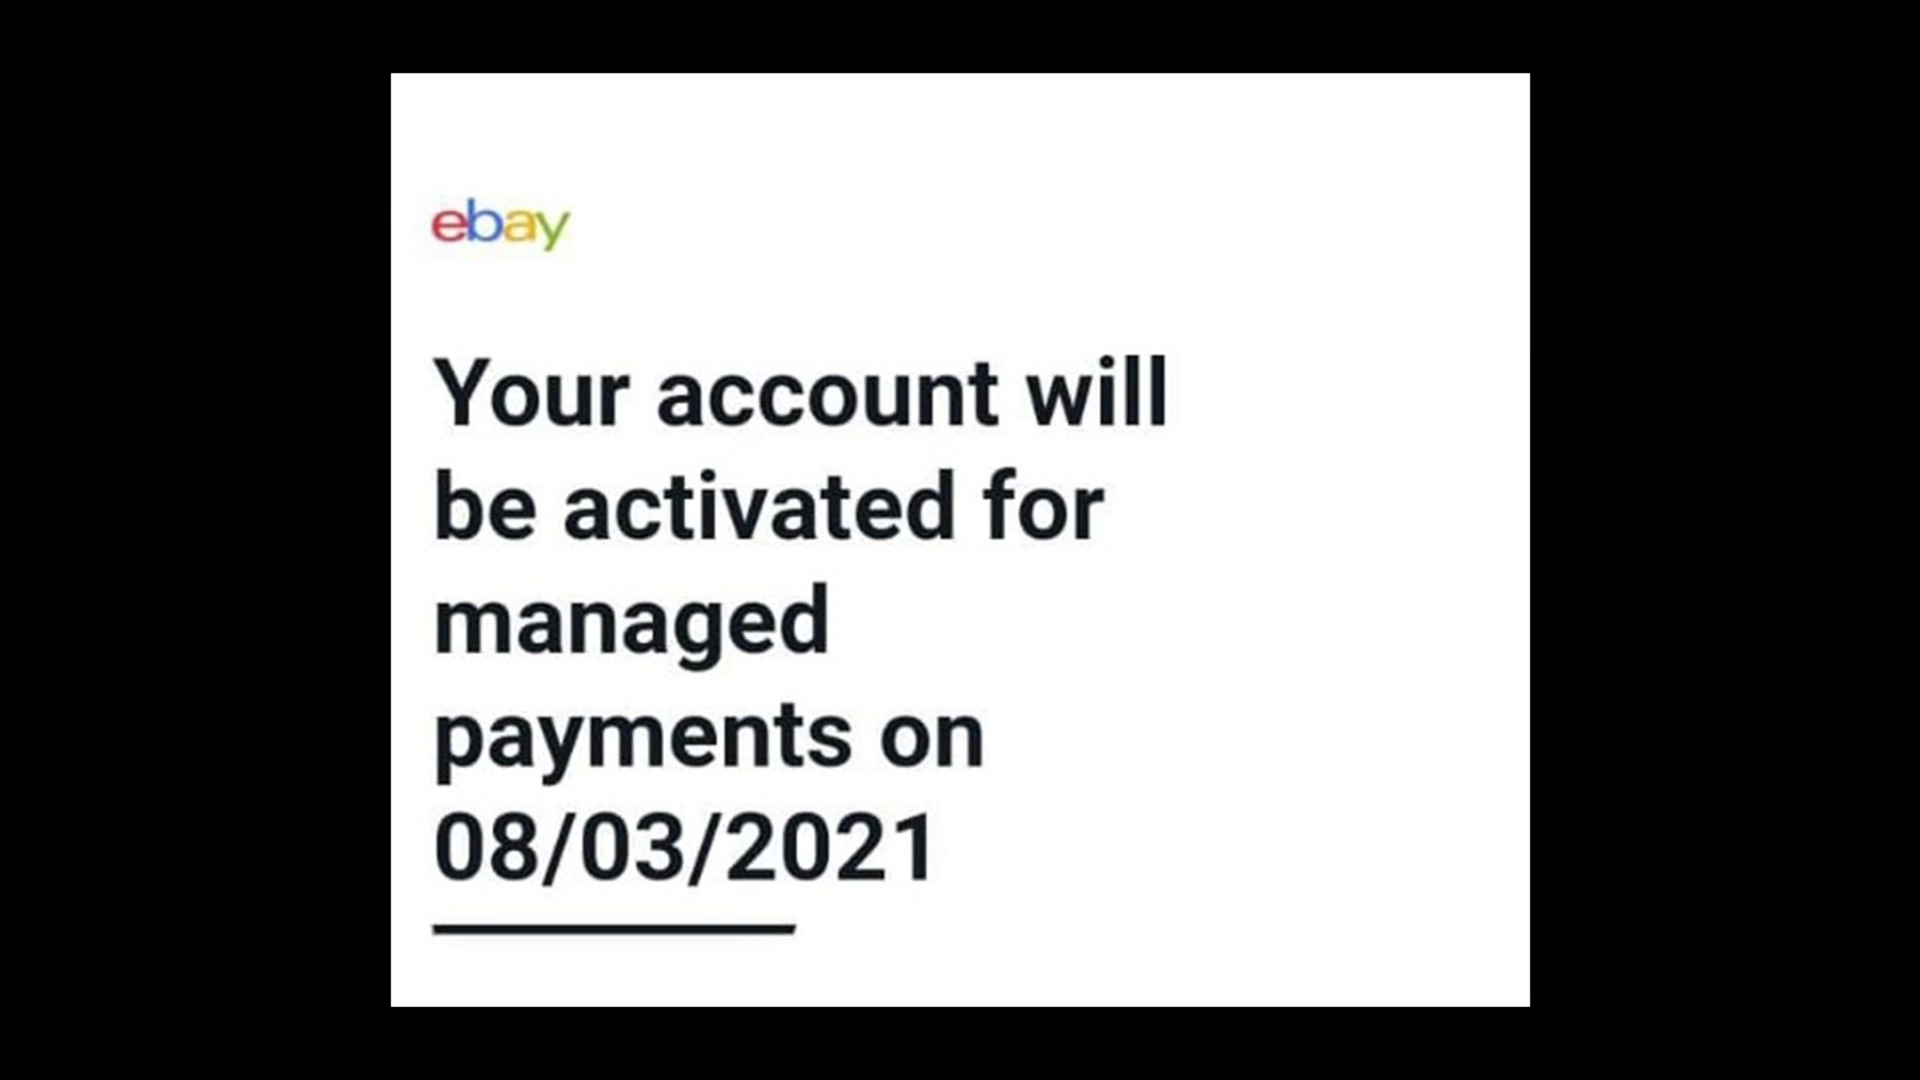 ebay
Your account will
be activated for
managed
payments on
08/03/2021